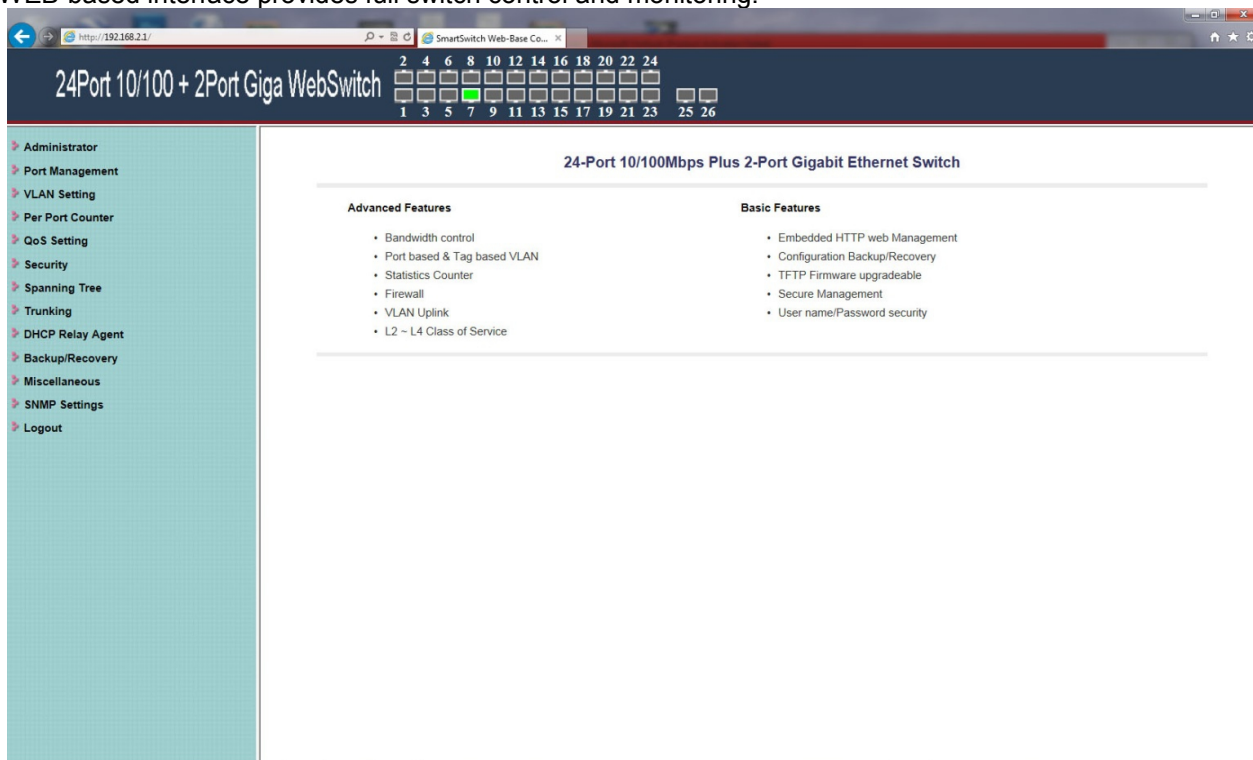 WEB-based interface provides full switch control and monitoring.
http://192.168.2.1/
SmartSwitch Web-Base Co...
24Port 10/100 + 2Port Giga WebSwitch
2 4 6 8 10 12 14 16 18 20 22 24
1 3 5 7 9 11 13 15 17 19 21 23 25 26
Administrator
Port Management
VLAN Setting
Per Port Counter
QoS Setting
Security
Spanning Tree
Trunking
DHCP Relay Agent
Backup/Recovery
Miscellaneous
SNMP Settings
Logout
24-Port 10/100Mbps Plus 2-Port Gigabit Ethernet Switch
Advanced Features
• Bandwidth control
• Port based & Tag based VLAN
• Statistics Counter
• Firewall
• VLAN Uplink
• L2 ~ L4 Class of Service
Basic Features
• Embedded HTTP web Management
• Configuration Backup/Recovery
• TFTP Firmware upgradeable
• Secure Management
• User name/Password security